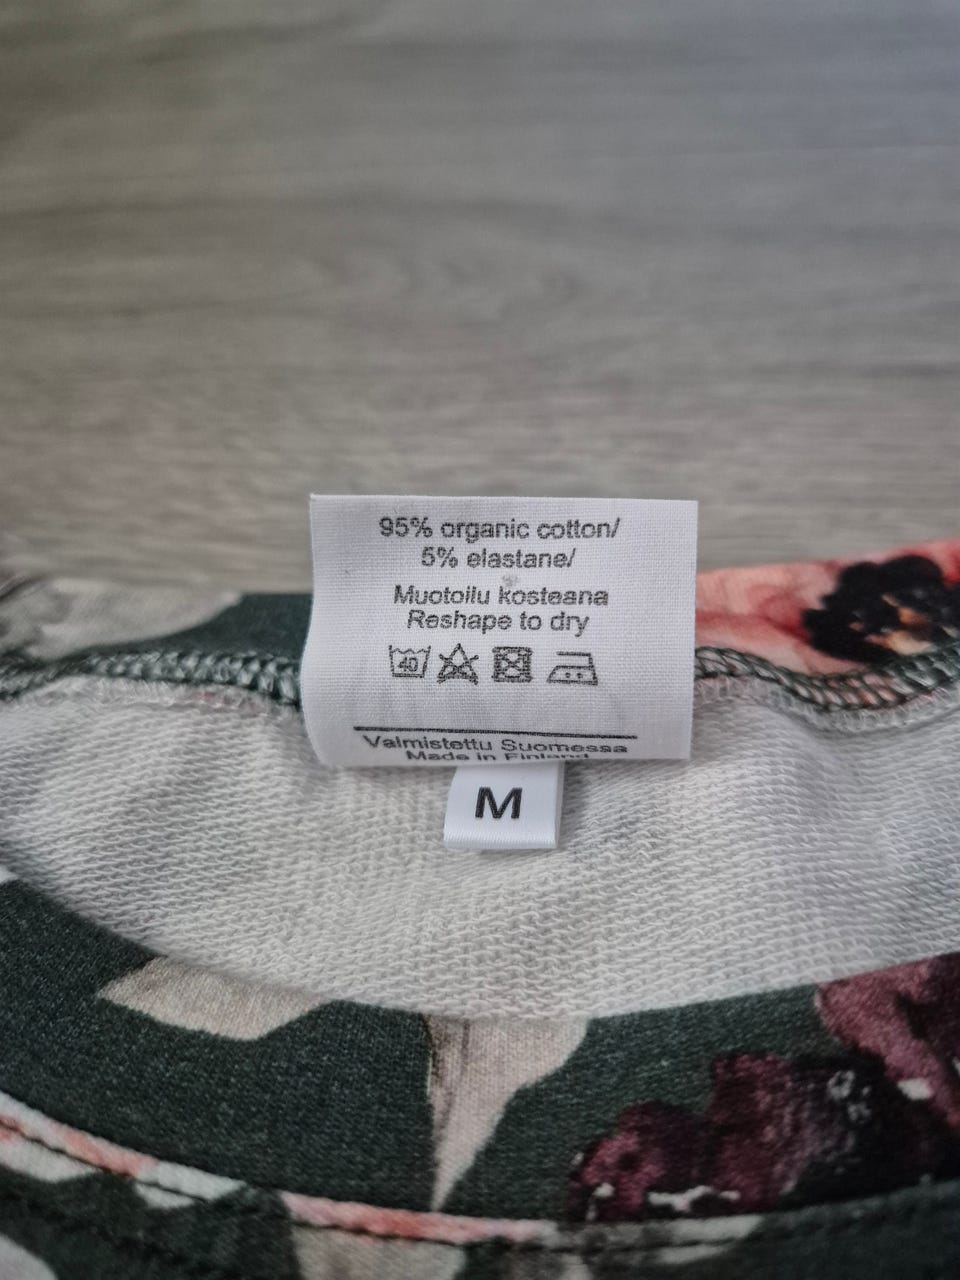 95% organic cotton/
5% elastane/
Muotoilu kosteana
Reshape to dry
40
Valmistettu Suomessa
Made in Finland
M